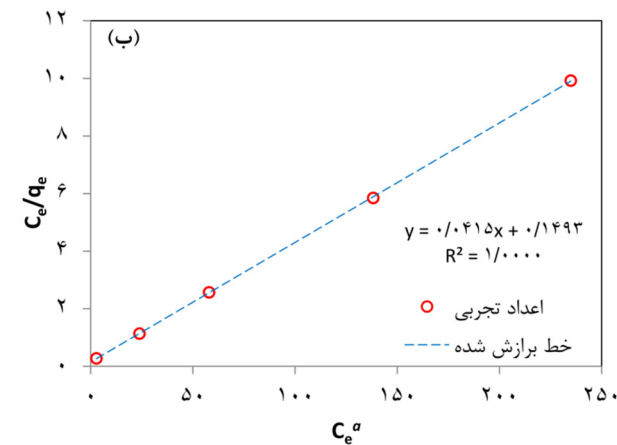 (ب)
۱۲
۱۰
۸
۶
۴
۲
۰
Ce/qe
y = ۰/۰۴۱۵x + ۰/۱۴۹۳
R² = ۱/۰۰۰۰
اعداد تجربی
خط برازش شده
۰ ۵۰ ۱۰۰ ۱۵۰ ۲۰۰ ۲۵۰
Ceᵃ